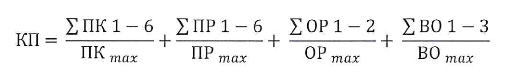 КП = ∑ ПК 1 − 6 / ПК max + ∑ ПР 1 − 6 / ПР max + ∑ ОР 1 − 2 / ОР max + ∑ ВО 1 − 3 / ВО max